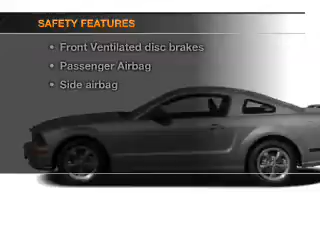 SAFETY FEATURES
• Front Ventilated disc brakes
• Passenger Airbag
• Side airbag